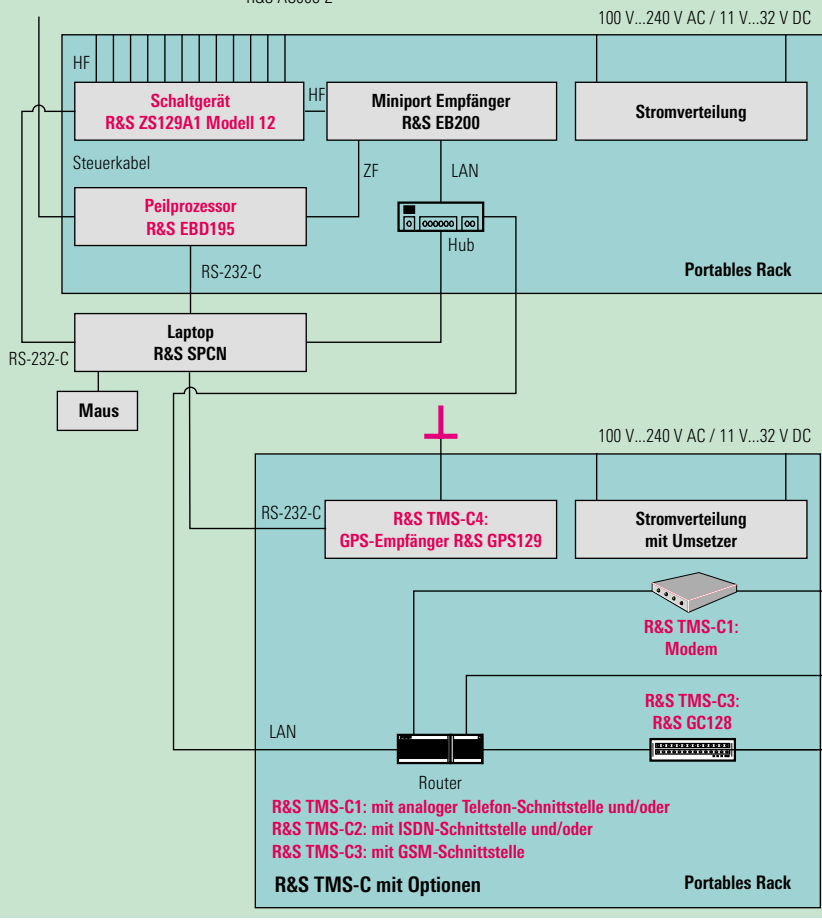 100 V...240 V AC / 11 V...32 V DC
HF
Schaltgerät
R&S ZS129A1 Modell 12
HF
Miniport Empfänger
R&S EB200
Stromverteilung
Steuerkabel
ZF
LAN
Peilprozessor
R&S EBD195
Hub
RS-232-C
Portables Rack
Laptop
R&S SPCN
RS-232-C
Maus
100 V...240 V AC / 11 V...32 V DC
RS-232-C
R&S TMS-C4:
GPS-Empfänger R&S GPS129
Stromverteilung
mit Umsetzer
R&S TMS-C1:
Modem
R&S TMS-C3:
R&S GC128
LAN
Router
R&S TMS-C1: mit analoger Telefon-Schnittstelle und/oder
R&S TMS-C2: mit ISDN-Schnittstelle und/oder
R&S TMS-C3: mit GSM-Schnittstelle
R&S TMS-C mit Optionen
Portables Rack